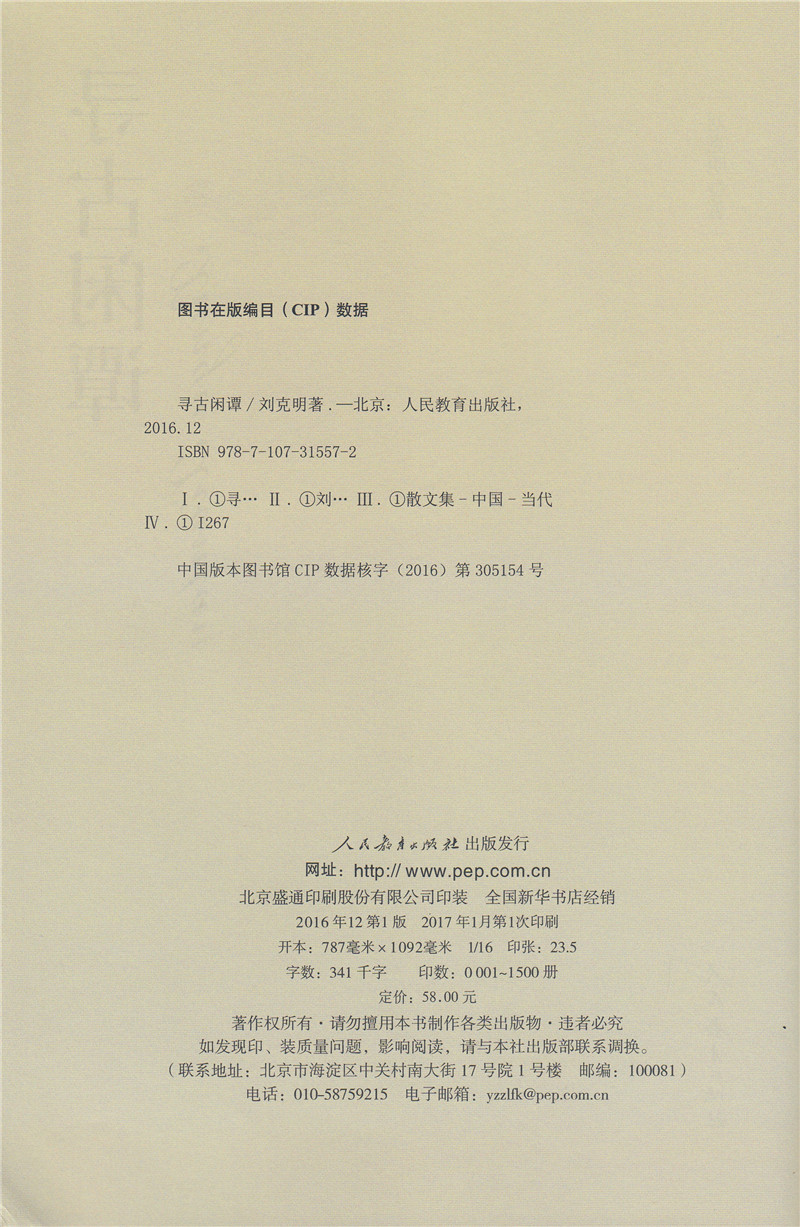 图书在版编目（CIP）数据
寻古闲谭 / 刘克明著 . —北京：人民教育出版社，
2016.12
ISBN 978-7-107-31557-2
Ⅰ . ①寻… Ⅱ . ①刘… Ⅲ . ①散文集－中国－当代
Ⅳ . ① I267
中国版本图书馆 CIP 数据核字（2016）第 305154 号
人民教育出版社 出版发行
网址：http://www.pep.com.cn
北京盛通印刷股份有限公司印装　全国新华书店经销
2016 年 12 第 1 版　2017 年 1 月第 1 次印刷
开本：787毫米 × 1092毫米　1/16　印张：23.5
字数：341 千字　　印数：0 001~1500 册
定价：58.00 元
著作权所有・请勿擅用本书制作各类出版物・违者必究
如发现印、装质量问题，影响阅读，请与本社出版部联系调换。
（联系地址：北京市海淀区中关村南大街 17 号院 1 号楼　邮编：100081）
电话：010-58759215　电子邮箱：yzzlfk@pep.com.cn